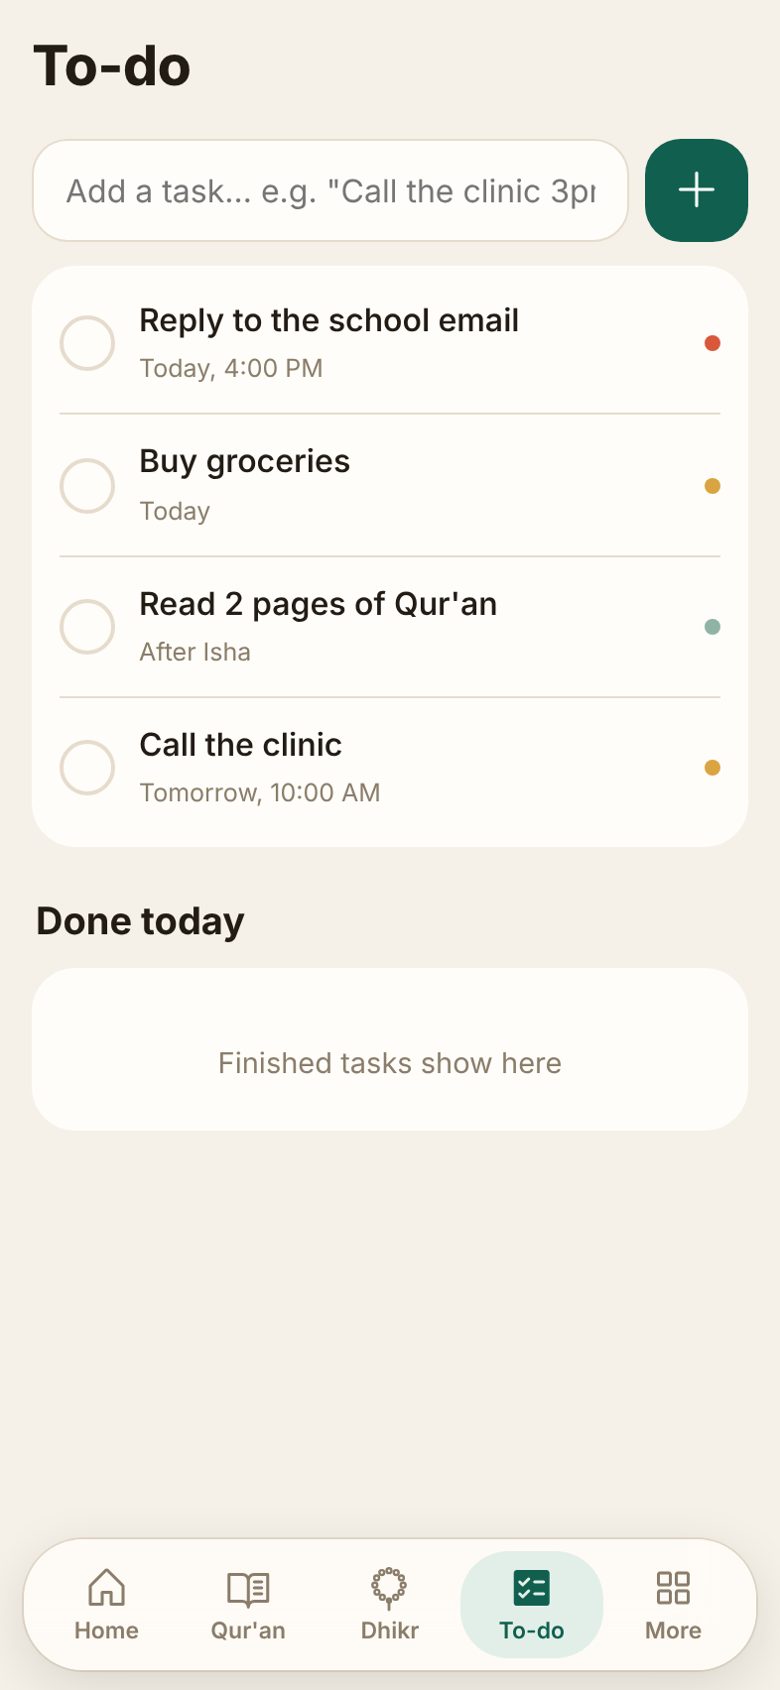 To-do
Add a task... e.g. "Call the clinic 3p
Reply to the school email
Today, 4:00 PM
Buy groceries
Today
Read 2 pages of Qur'an
After Isha
Call the clinic
Tomorrow, 10:00 AM
Done today
Finished tasks show here
Home
Qur'an
Dhikr
To-do
More